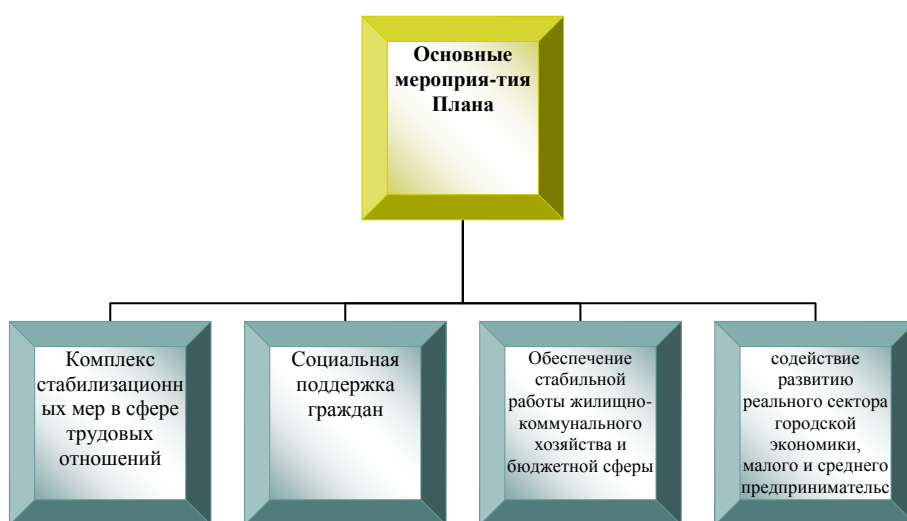 Основные
мероприя-тия
Плана
Комплекс
стабилизационн
ых мер в сфере
трудовых
отношений
Социальная
поддержка
граждан
Обеспечение
стабильной
работы жилищно-
коммунального
хозяйства и
бюджетной сферы
содействие
развитию
реального сектора
городской
экономики,
малого и среднего
предпринимательс